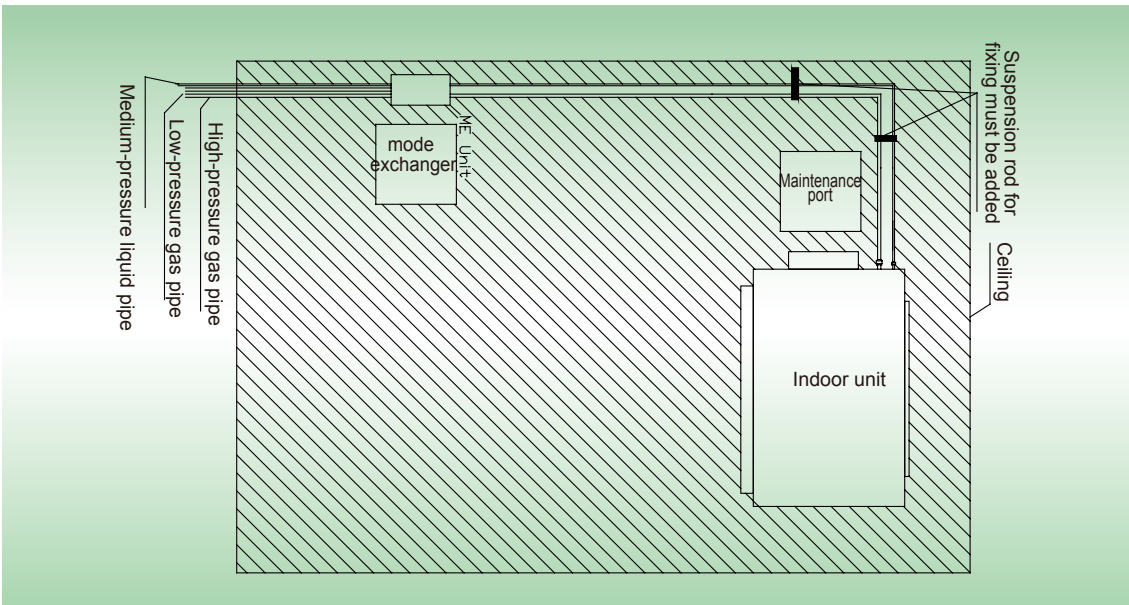 Suspension rod for
fixing must be added
ME Unit
mode
exchanger
Maintenance
port
Medium-pressure liquid pipe
Low-pressure gas pipe
High-pressure gas pipe
Ceiling
Indoor unit